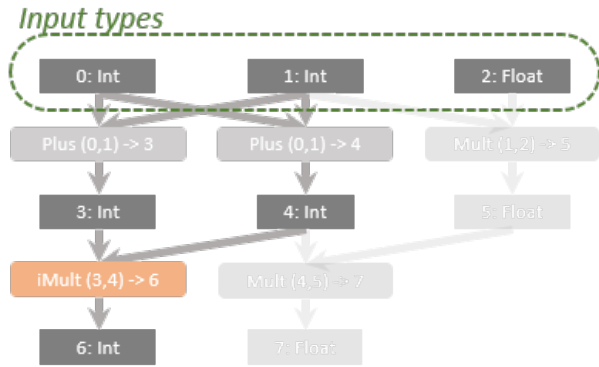 Input types
0: Int 1: Int 2: Float
Plus (0,1) -> 3 Plus (0,1) -> 4 Mult (1,2) -> 5
3: Int 4: Int 5: Float
iMult (3,4) -> 6 Mult (4,5) -> 7
6: Int 7: Float